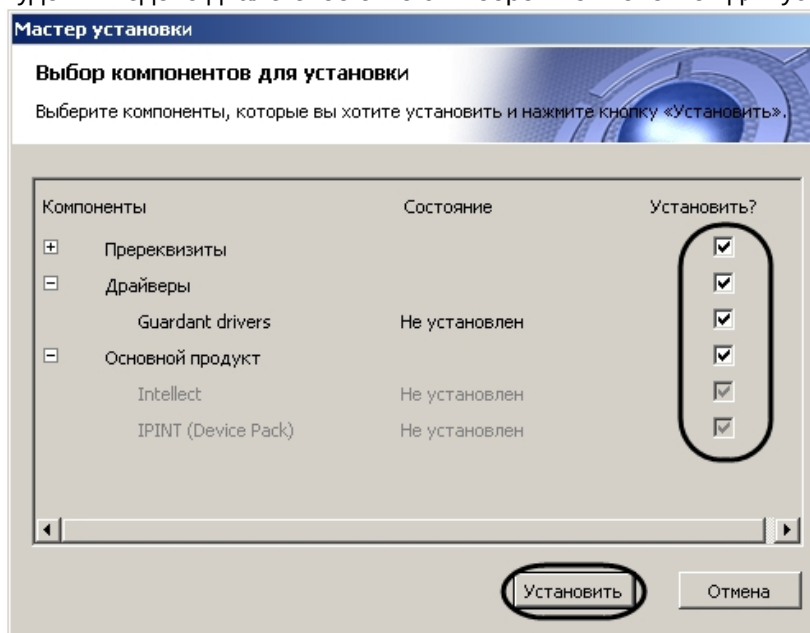 Мастер установки
Выбор компонентов для установки
Выберите компоненты, которые вы хотите установить и нажмите кнопку «Установить».
Компоненты Состояние Установить?
Пререквизиты
Драйверы
Guardant drivers Не установлен
Основной продукт
Intellect Не установлен
IPINT (Device Pack) Не установлен
Установить Отмена